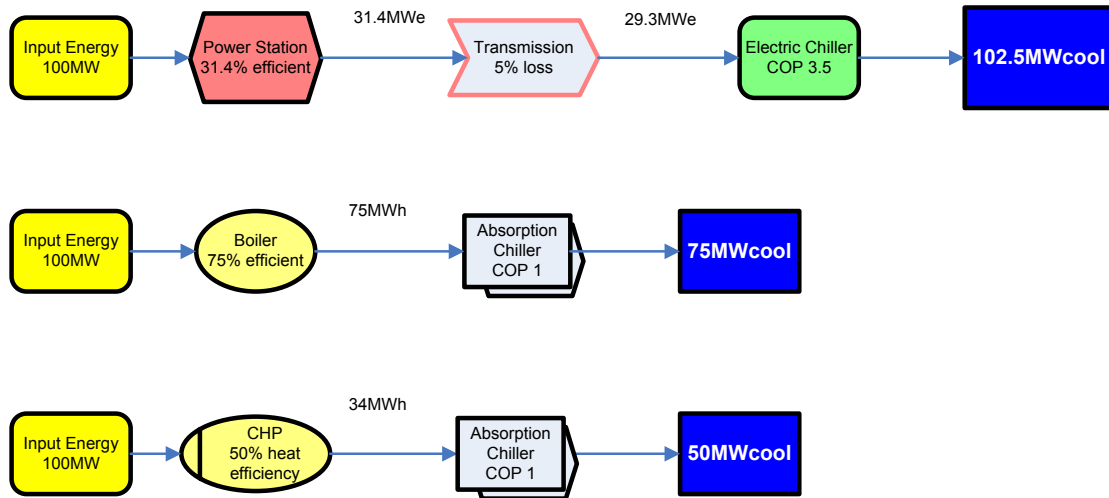 Input Energy
100MW
Power Station
31.4% efficient
31.4MWe
Transmission
5% loss
29.3MWe
Electric Chiller
COP 3.5
102.5MWcool
Input Energy
100MW
Boiler
75% efficient
75MWh
Absorption
Chiller
COP 1
75MWcool
Input Energy
100MW
CHP
50% heat
efficiency
34MWh
Absorption
Chiller
COP 1
50MWcool